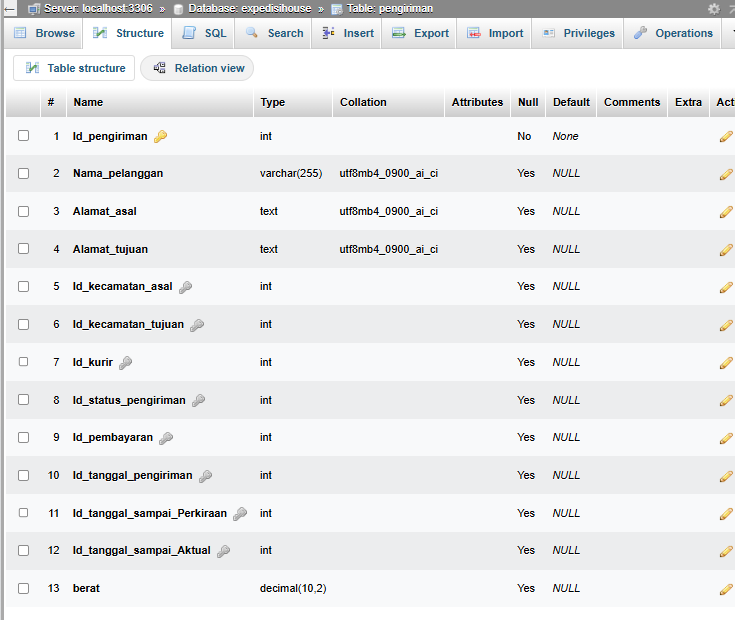 Server: localhost:3306 » Database: expedisihouse » Table: pengiriman
Browse Structure SQL Search Insert Export Import Privileges Operations
Table structure Relation view
# Name Type Collation Attributes Null Default Comments Extra Acti
1 Id_pengiriman int No None
2 Nama_pelanggan varchar(255) utf8mb4_0900_ai_ci Yes NULL
3 Alamat_asal text utf8mb4_0900_ai_ci Yes NULL
4 Alamat_tujuan text utf8mb4_0900_ai_ci Yes NULL
5 Id_kecamatan_asal int Yes NULL
6 Id_kecamatan_tujuan int Yes NULL
7 Id_kurir int Yes NULL
8 Id_status_pengiriman int Yes NULL
9 Id_pembayaran int Yes NULL
10 Id_tanggal_pengiriman int Yes NULL
11 Id_tanggal_sampai_Perkiraan int Yes NULL
12 Id_tanggal_sampai_Aktual int Yes NULL
13 berat decimal(10,2) Yes NULL